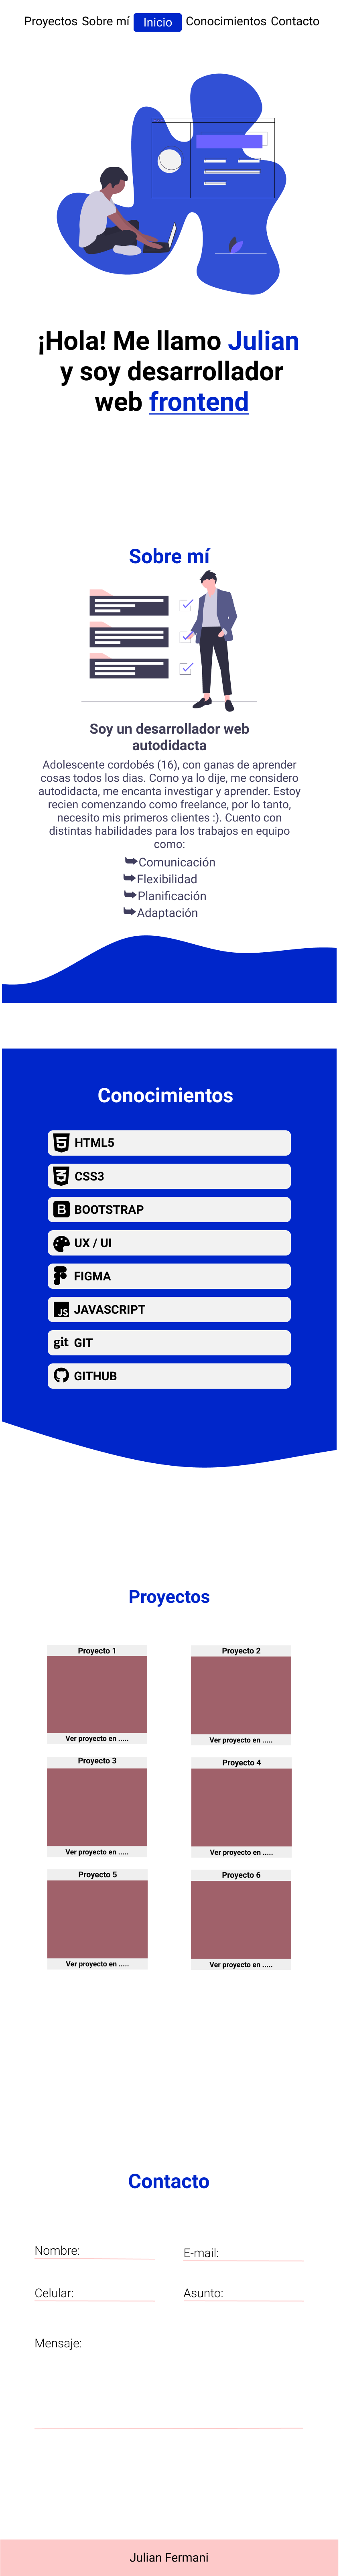 Proyectos Sobre mí Inicio Conocimientos Contacto
¡Hola! Me llamo Julian
y soy desarrollador
web frontend
Sobre mí
Soy un desarrollador web
autodidacta
Adolescente cordobés (16), con ganas de aprender
cosas todos los dias. Como ya lo dije, me considero
autodidacta, me encanta investigar y aprender. Estoy
recien comenzando como freelance, por lo tanto,
necesito mis primeros clientes :). Cuento con
distintas habilidades para los trabajos en equipo
como:
Comunicación
Flexibilidad
Planificación
Adaptación
Conocimientos
HTML5
CSS3
BOOTSTRAP
UX / UI
FIGMA
JS JAVASCRIPT
git GIT
GITHUB
Proyectos
Proyecto 1
Proyecto 2
Ver proyecto en .....
Ver proyecto en .....
Proyecto 3
Proyecto 4
Ver proyecto en .....
Ver proyecto en .....
Proyecto 5
Proyecto 6
Ver proyecto en .....
Ver proyecto en .....
Contacto
Nombre:
E-mail:
Celular:
Asunto:
Mensaje:
Julian Fermani